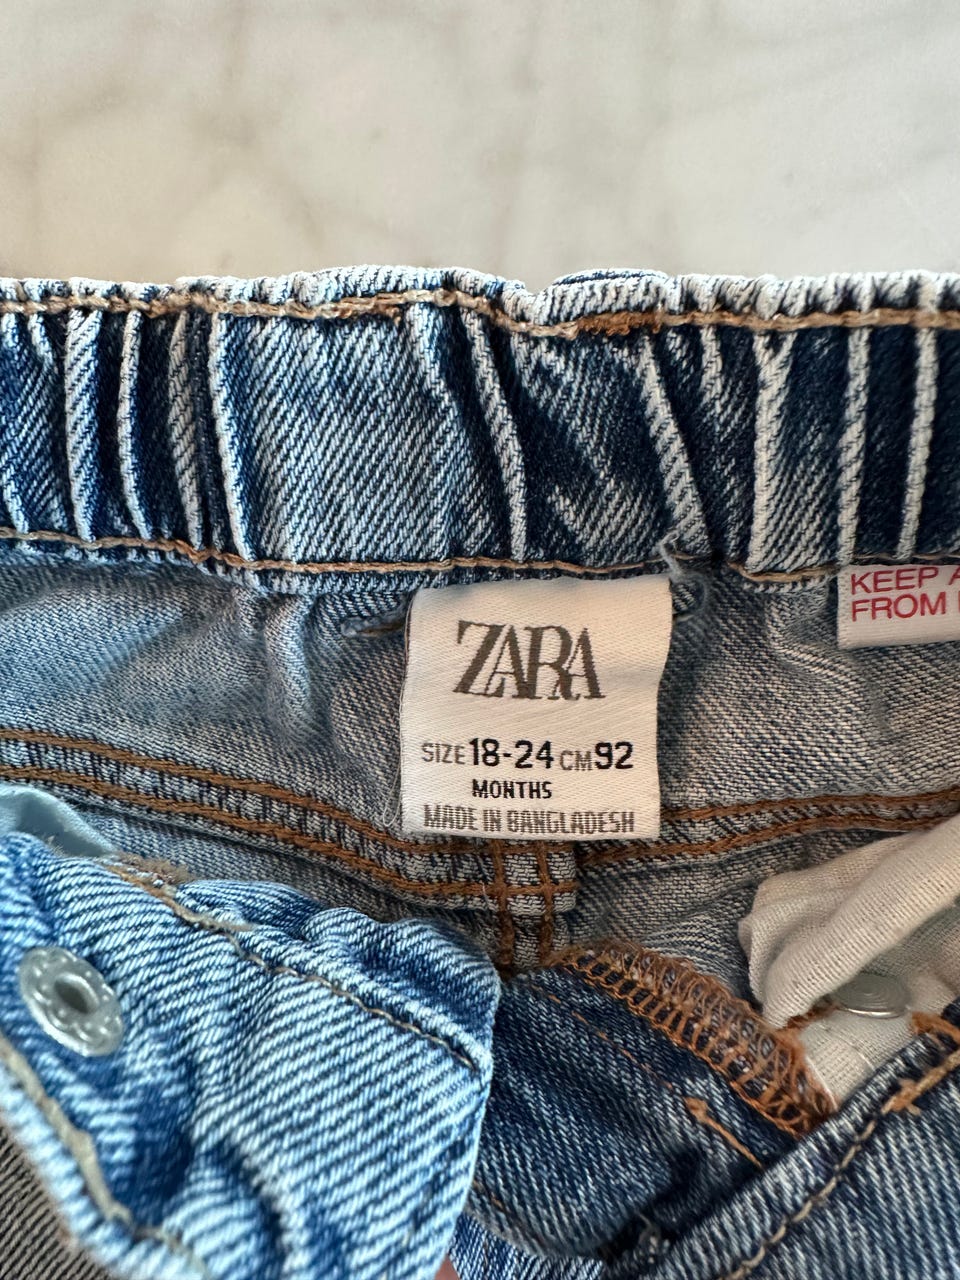 ZARA
SIZE 18-24 CM 92
MONTHS
MADE IN BANGLADESH
KEEP
FROM